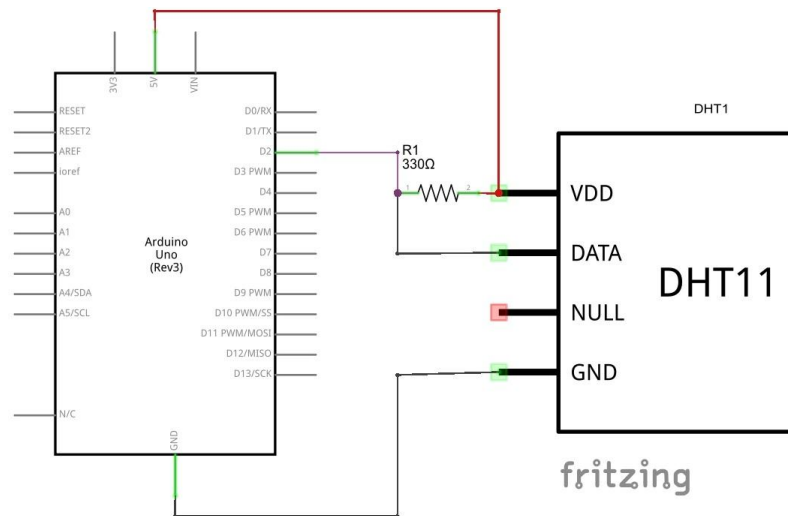 3V3
5V
VIN
RESET
RESET2
AREF
ioref
A0
A1
A2
A3
A4/SDA
A5/SCL
N/C
D0/RX
D1/TX
D2
D3 PWM
D4
D5 PWM
D6 PWM
D7
D8
D9 PWM
D10 PWM/SS
D11 PWM/MOSI
D12/MISO
D13/SCK
GND
Arduino
Uno
(Rev3)
R1
330Ω
1
2
DHT1
VDD
DATA
NULL
GND
DHT11
fritzing